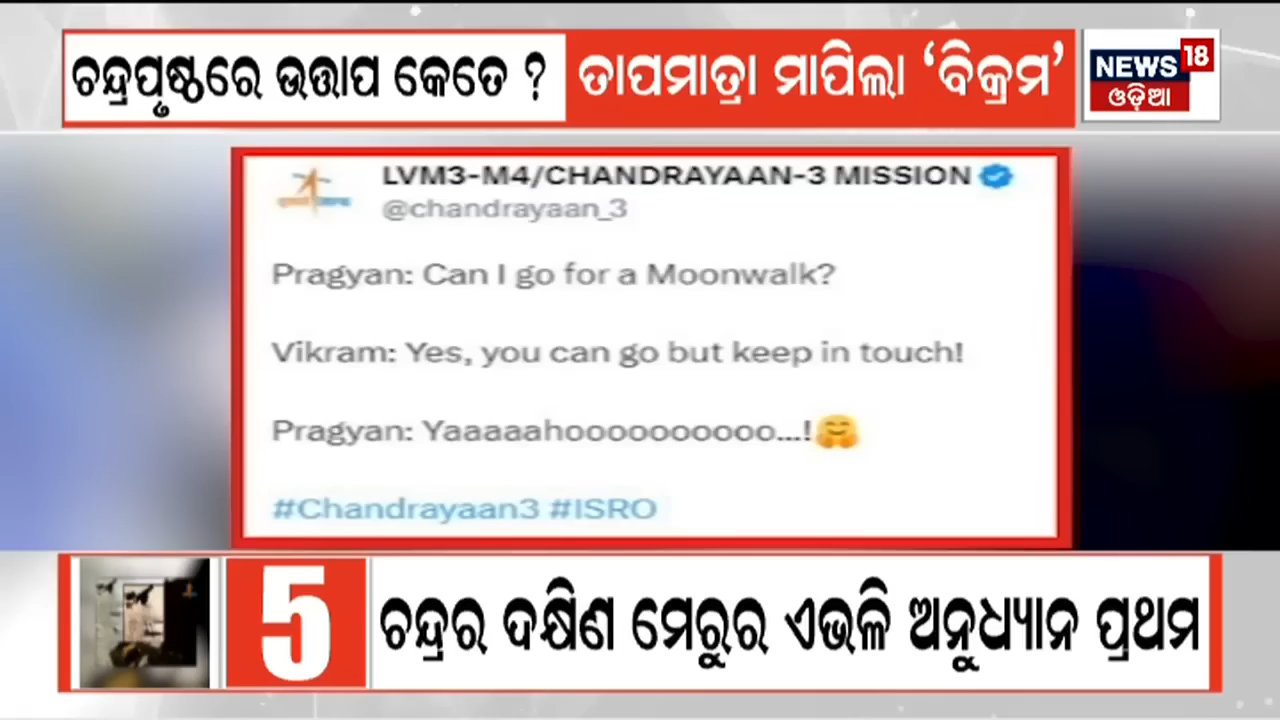 ଚନ୍ଦ୍ରପୃଷ୍ଠରେ ଉତ୍ତାପ କେତେ ?
ତାପମାତ୍ରା ମାପିଲା ‘ବିକ୍ରମ’
NEWS 18
ଓଡ଼ିଆ
LVM3-M4/CHANDRAYAAN-3 MISSION
@chandrayaan_3
Pragyan: Can I go for a Moonwalk?
Vikram: Yes, you can go but keep in touch!
Pragyan: Yaaaaahoooooooooo...!🤗
#Chandrayaan3 #ISRO
5
ଚନ୍ଦ୍ରର ଦକ୍ଷିଣ ମେରୁର ଏଭଳି ଅନୁଧ୍ୟାନ ପ୍ରଥମ